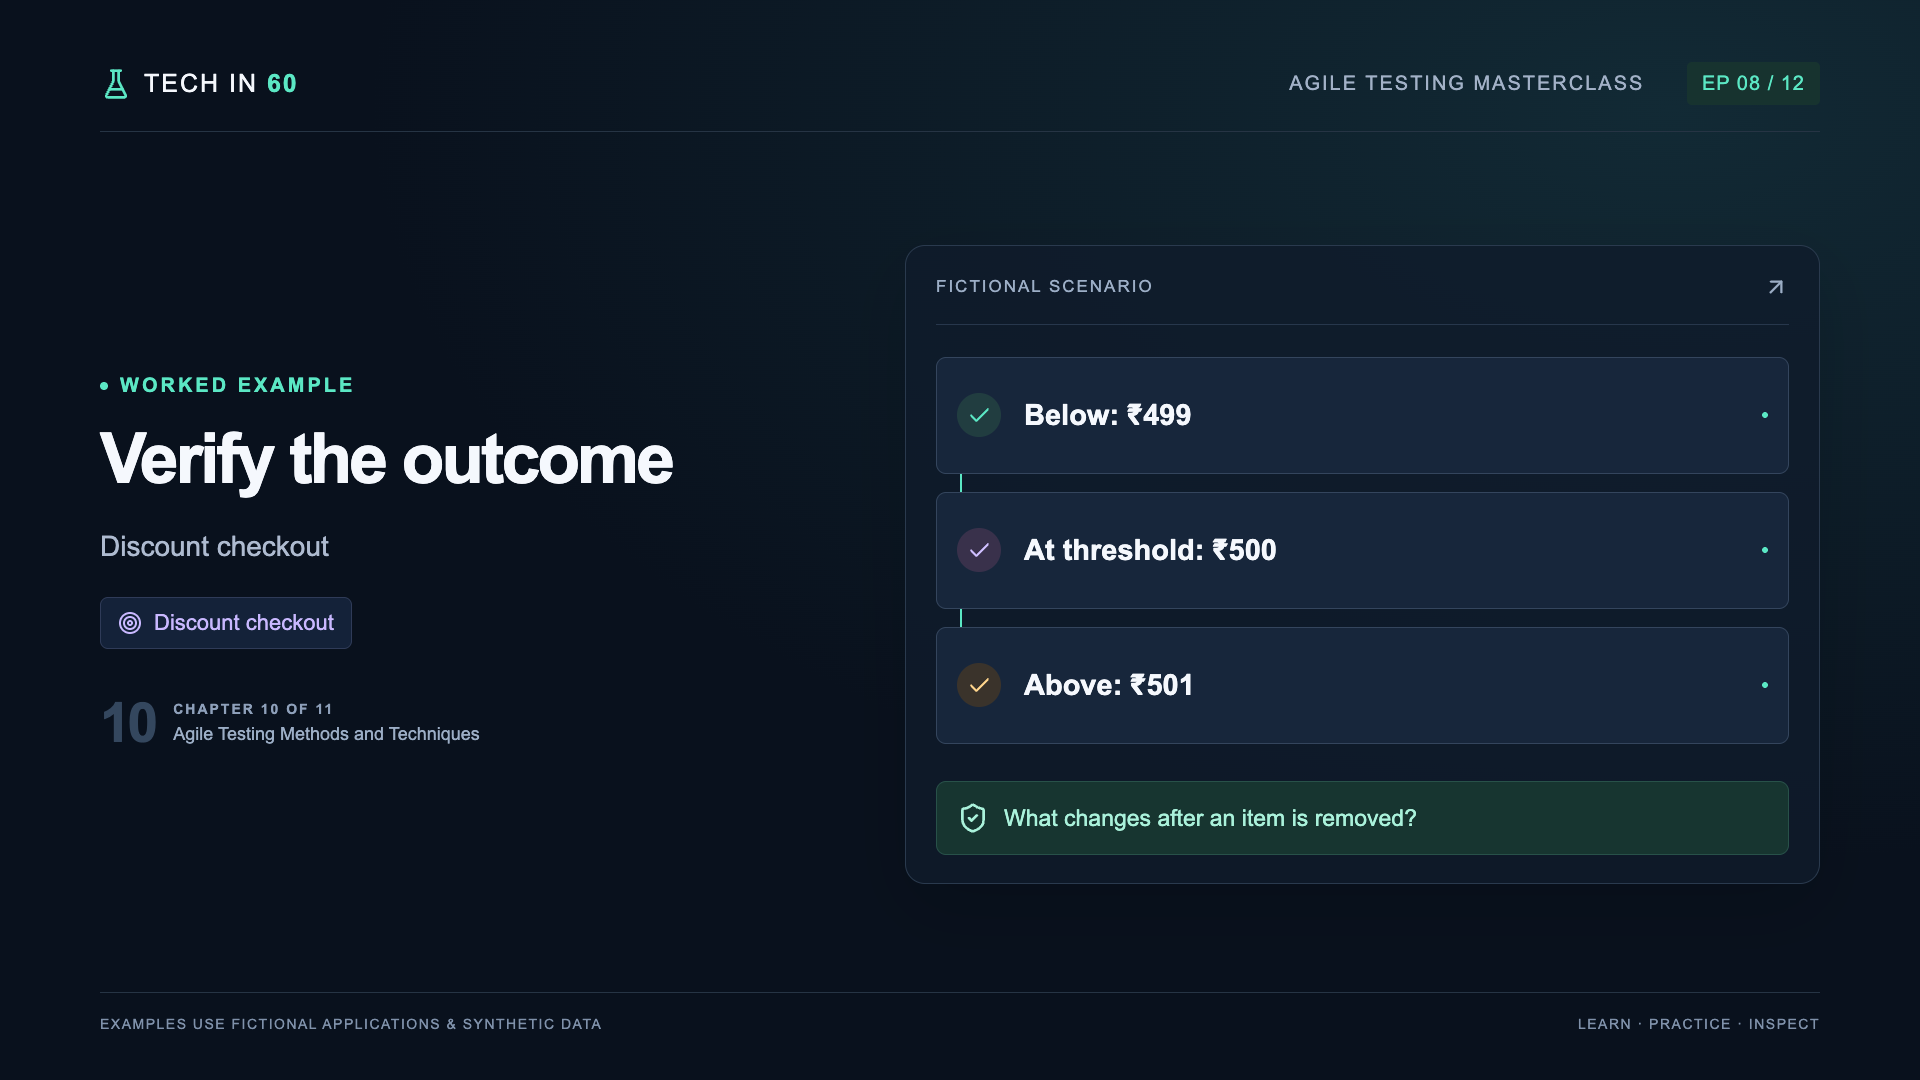 TECH IN 60
AGILE TESTING MASTERCLASS
EP 08 / 12
WORKED EXAMPLE
Verify the outcome
Discount checkout
Discount checkout
10
CHAPTER 10 OF 11
Agile Testing Methods and Techniques
FICTIONAL SCENARIO
Below: ₹499
At threshold: ₹500
Above: ₹501
What changes after an item is removed?
EXAMPLES USE FICTIONAL APPLICATIONS & SYNTHETIC DATA
LEARN · PRACTICE · INSPECT